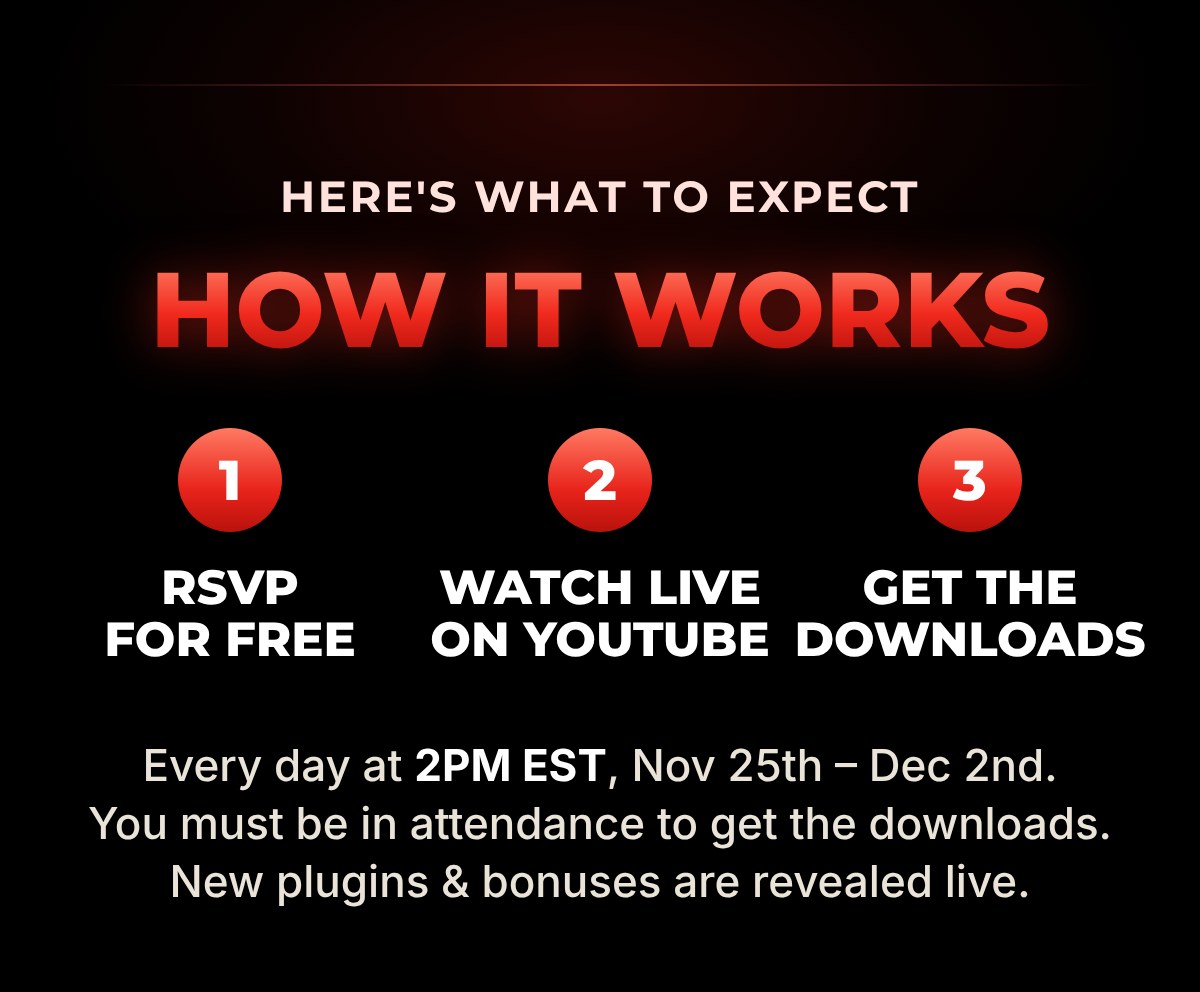 HERE'S WHAT TO EXPECT
HOW IT WORKS
1
RSVP
FOR FREE
2
WATCH LIVE
ON YOUTUBE
3
GET THE
DOWNLOADS
Every day at 2PM EST, Nov 25th – Dec 2nd.
You must be in attendance to get the downloads.
New plugins & bonuses are revealed live.